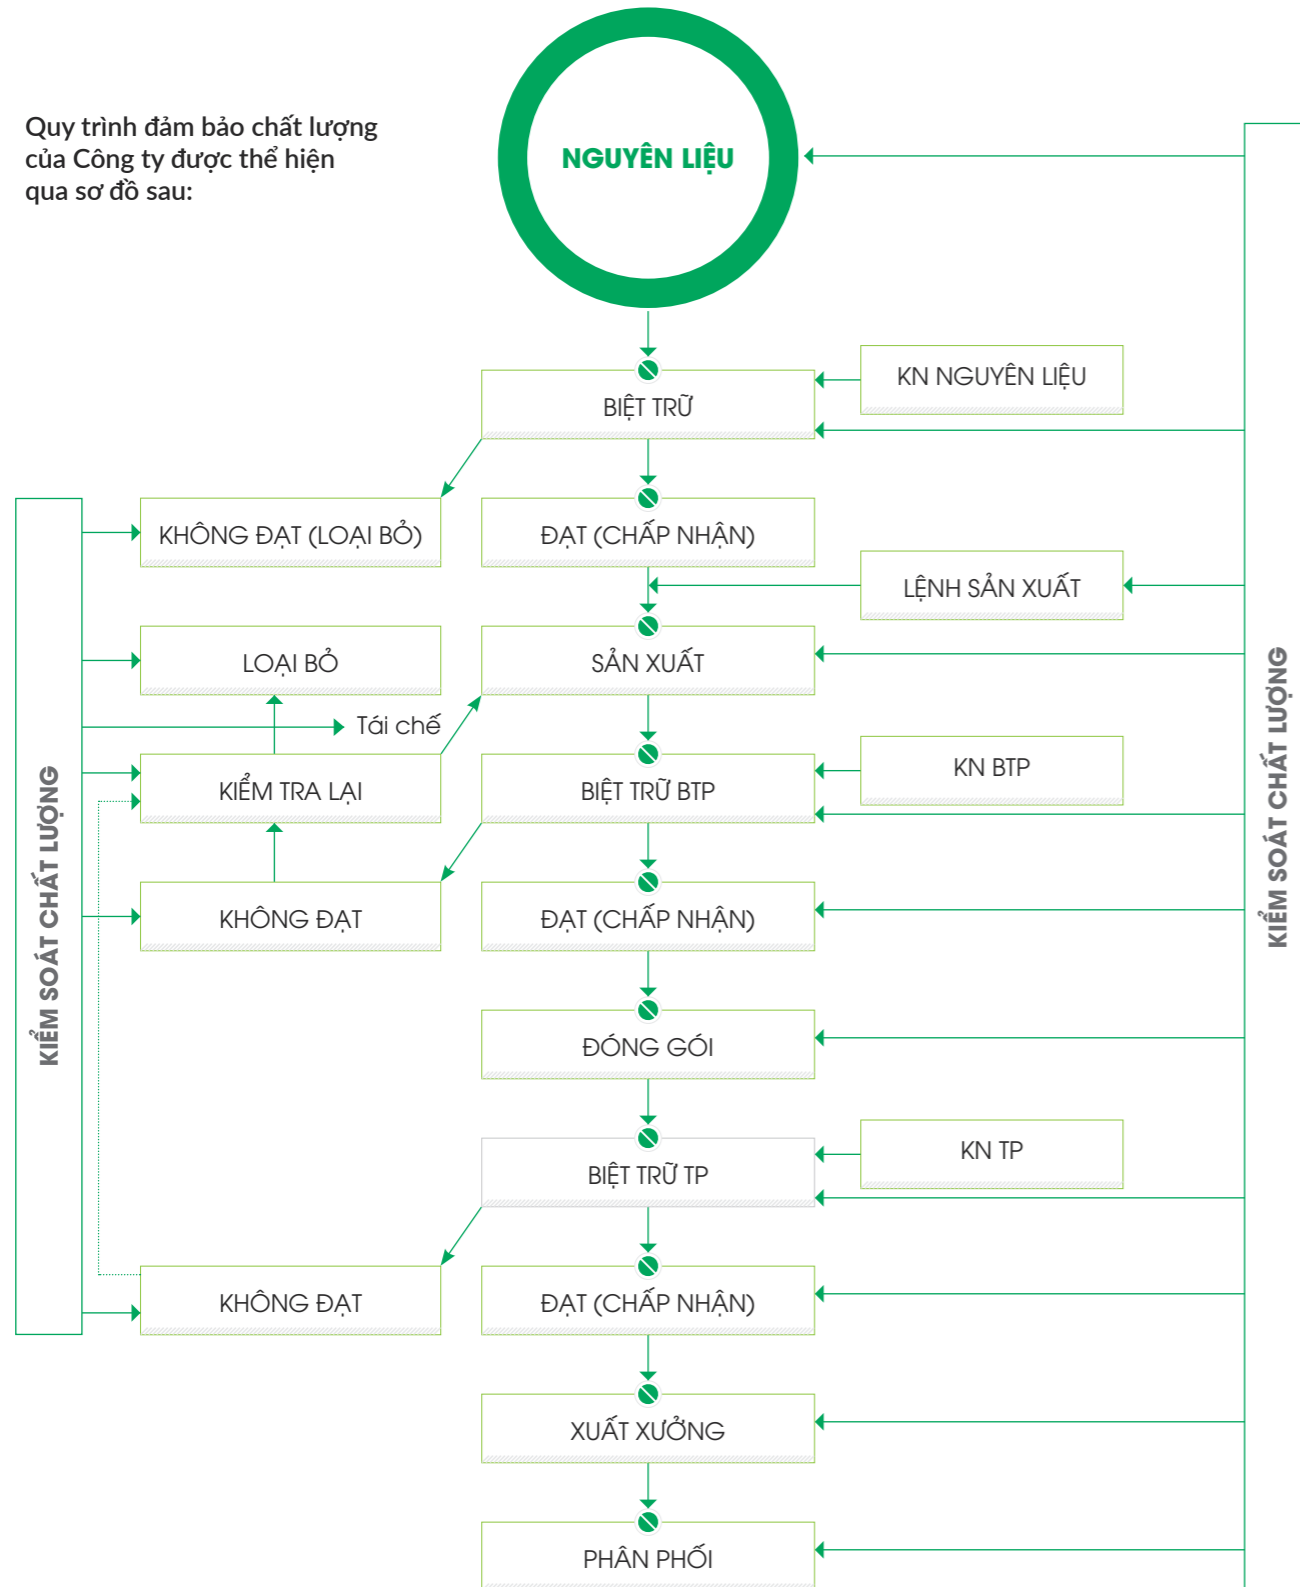 Quy trình đảm bảo chất lượng
của Công ty được thể hiện
qua sơ đồ sau:
NGUYÊN LIỆU
KN NGUYÊN LIỆU
BIỆT TRỮ
KHÔNG ĐẠT (LOẠI BỎ)
ĐẠT (CHẤP NHẬN)
LỆNH SẢN XUẤT
LOẠI BỎ
SẢN XUẤT
Tái chế
KIỂM TRA LẠI
BIỆT TRỮ BTP
KN BTP
KIỂM SOÁT CHẤT LƯỢNG
KIỂM SOÁT CHẤT LƯỢNG
KHÔNG ĐẠT
ĐẠT (CHẤP NHẬN)
ĐÓNG GÓI
BIỆT TRỮ TP
KN TP
KHÔNG ĐẠT
ĐẠT (CHẤP NHẬN)
XUẤT XƯỞNG
PHÂN PHỐI